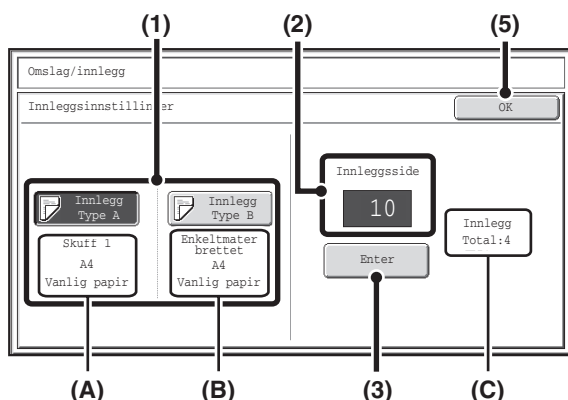 (1)
(2)
(5)
Omslag/innlegg
Innleggsinnstillinger
OK
Innlegg
Type A
Innlegg
Type B
Innleggsside
10
Skuff 1
A4
Vanlig papir
Enkeltmater
brettet
A4
Vanlig papir
Enter
Innlegg
Total:4
(A)
(B)
(3)
(C)